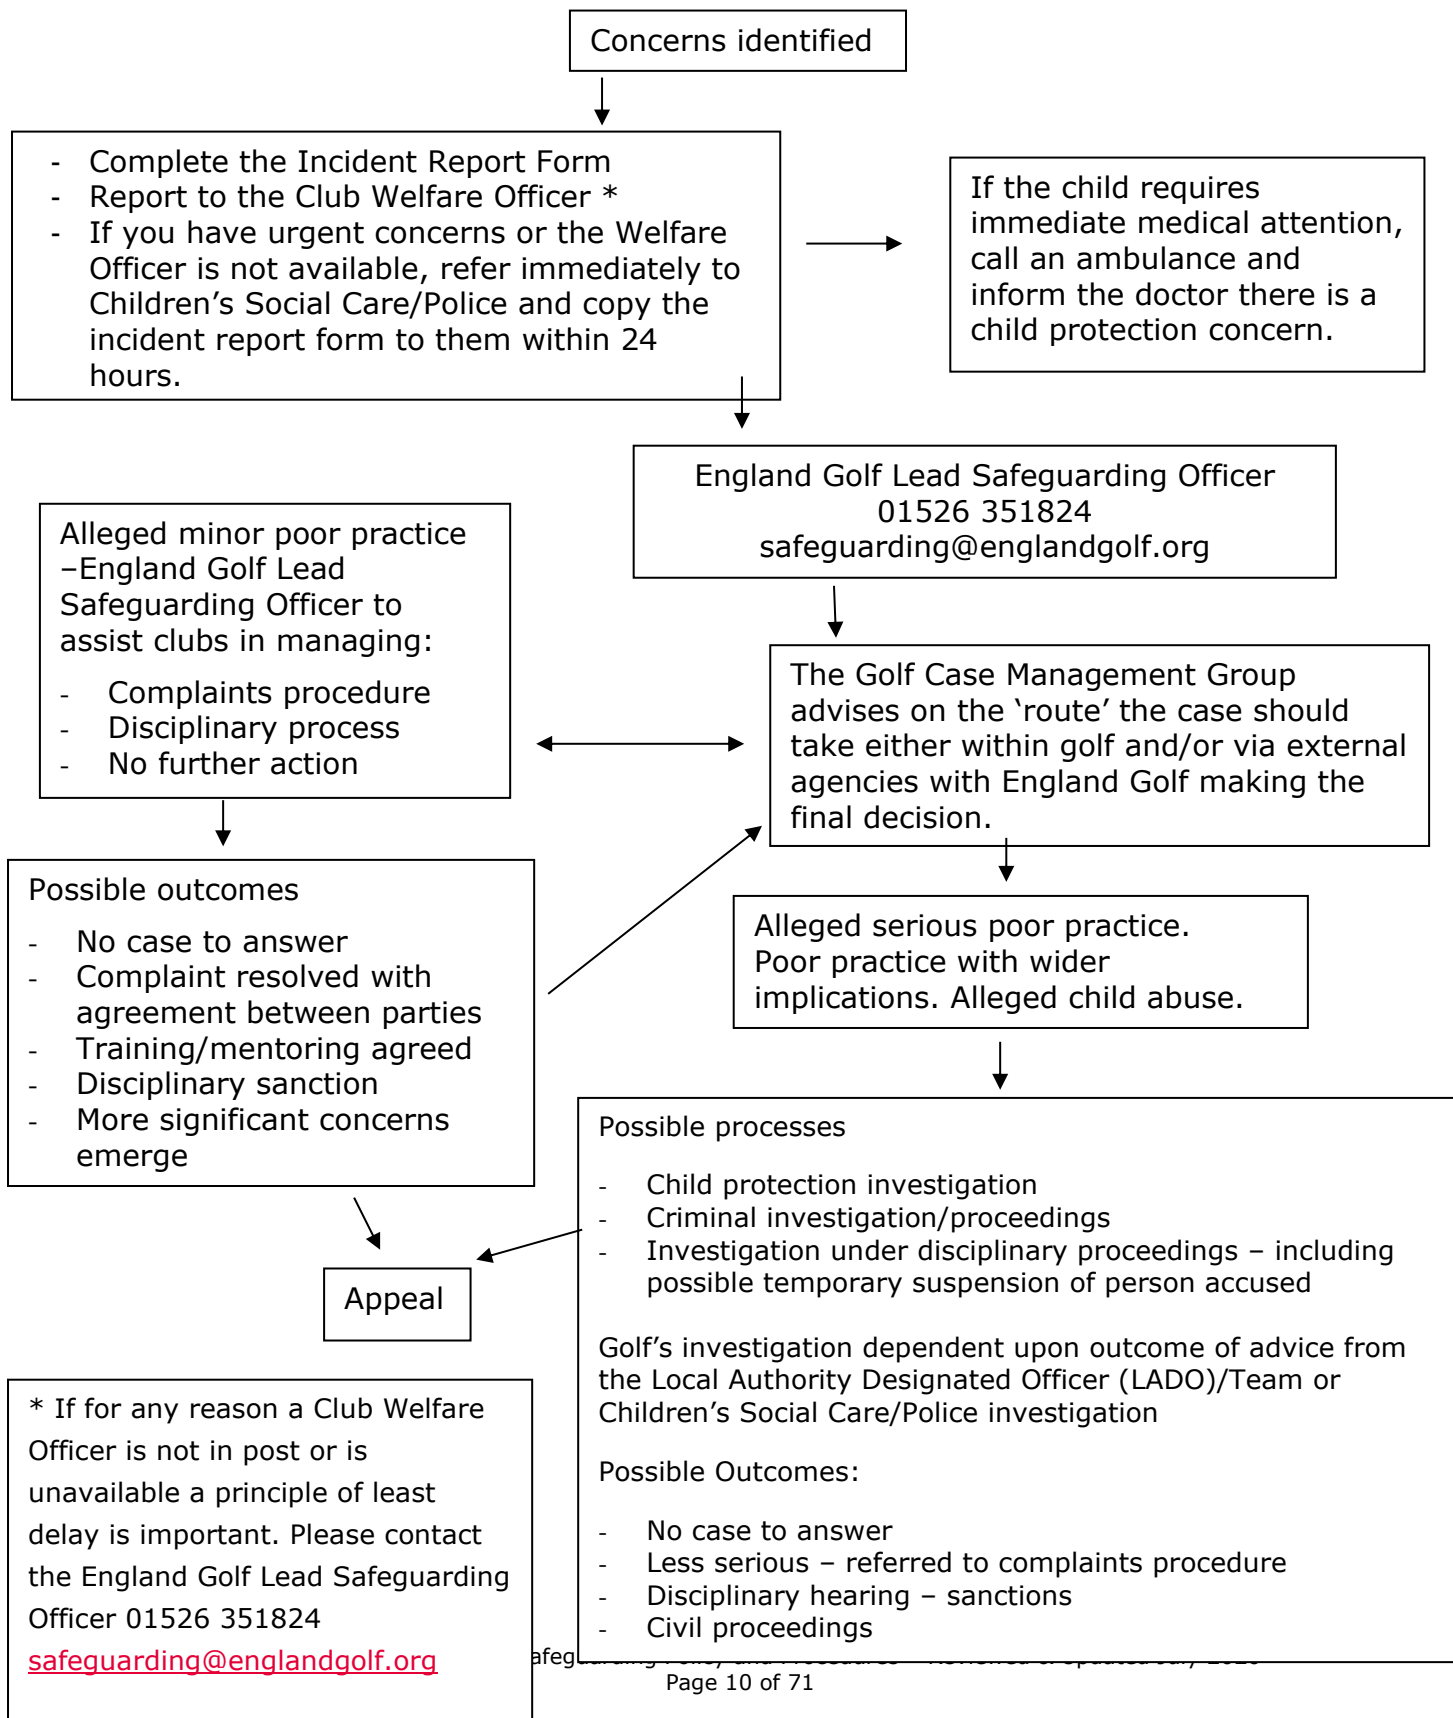 Concerns identified
- Complete the Incident Report Form
- Report to the Club Welfare Officer *
- If you have urgent concerns or the Welfare
Officer is not available, refer immediately to
Children’s Social Care/Police and copy the
incident report form to them within 24
hours.
If the child requires
immediate medical attention,
call an ambulance and
inform the doctor there is a
child protection concern.
England Golf Lead Safeguarding Officer
01526 351824
safeguarding@englandgolf.org
Alleged minor poor practice
–England Golf Lead
Safeguarding Officer to
assist clubs in managing:
- Complaints procedure
- Disciplinary process
- No further action
The Golf Case Management Group
advises on the ‘route’ the case should
take either within golf and/or via external
agencies with England Golf making the
final decision.
Possible outcomes
- No case to answer
- Complaint resolved with
agreement between parties
- Training/mentoring agreed
- Disciplinary sanction
- More significant concerns
emerge
Alleged serious poor practice.
Poor practice with wider
implications. Alleged child abuse.
Possible processes
- Child protection investigation
- Criminal investigation/proceedings
- Investigation under disciplinary proceedings – including
possible temporary suspension of person accused
Golf’s investigation dependent upon outcome of advice from
the Local Authority Designated Officer (LADO)/Team or
Children’s Social Care/Police investigation
Possible Outcomes:
- No case to answer
- Less serious – referred to complaints procedure
- Disciplinary hearing – sanctions
- Civil proceedings
Appeal
* If for any reason a Club Welfare
Officer is not in post or is
unavailable a principle of least
delay is important. Please contact
the England Golf Lead Safeguarding
Officer 01526 351824
safeguarding@englandgolf.org
Page 10 of 71